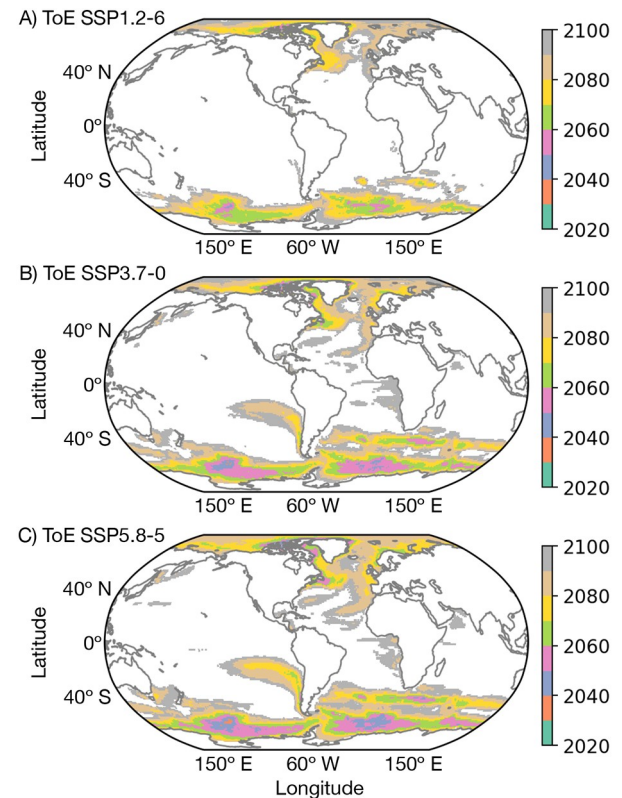 A) ToE SSP1.2-6
Latitude
40° N
0°
40° S
150° E 60° W 150° E
2100
2080
2060
2040
2020
B) ToE SSP3.7-0
Latitude
40° N
0°
40° S
150° E 60° W 150° E
2100
2080
2060
2040
2020
C) ToE SSP5.8-5
Latitude
40° N
0°
40° S
150° E 60° W 150° E
Longitude
2100
2080
2060
2040
2020